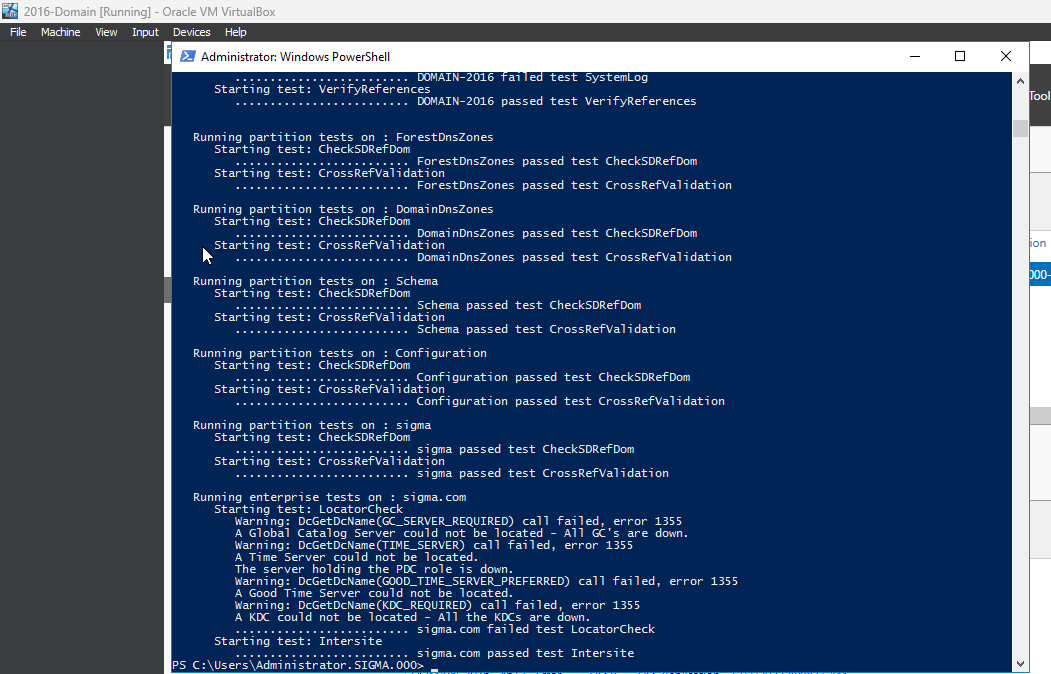 2016-Domain [Running] - Oracle VM VirtualBox
File Machine View Input Devices Help
Administrator: Windows PowerShell
......................... DOMAIN-2016 failed test SystemLog
Starting test: VerifyReferences
......................... DOMAIN-2016 passed test VerifyReferences
Running partition tests on : ForestDnsZones
Starting test: CheckSDRefDom
......................... ForestDnsZones passed test CheckSDRefDom
Starting test: CrossRefValidation
......................... ForestDnsZones passed test CrossRefValidation
Running partition tests on : DomainDnsZones
Starting test: CheckSDRefDom
......................... DomainDnsZones passed test CheckSDRefDom
Starting test: CrossRefValidation
......................... DomainDnsZones passed test CrossRefValidation
Running partition tests on : Schema
Starting test: CheckSDRefDom
......................... Schema passed test CheckSDRefDom
Starting test: CrossRefValidation
......................... Schema passed test CrossRefValidation
Running partition tests on : Configuration
Starting test: CheckSDRefDom
......................... Configuration passed test CheckSDRefDom
Starting test: CrossRefValidation
......................... Configuration passed test CrossRefValidation
Running partition tests on : sigma
Starting test: CheckSDRefDom
......................... sigma passed test CheckSDRefDom
Starting test: CrossRefValidation
......................... sigma passed test CrossRefValidation
Running enterprise tests on : sigma.com
Starting test: LocatorCheck
Warning: DcGetDcName(GC_SERVER_REQUIRED) call failed, error 1355
A Global Catalog Server could not be located - All GC's are down.
Warning: DcGetDcName(TIME_SERVER) call failed, error 1355
A Time Server could not be located.
The server holding the PDC role is down.
Warning: DcGetDcName(GOOD_TIME_SERVER_PREFERRED) call failed, error 1355
A Good Time Server could not be located.
Warning: DcGetDcName(KDC_REQUIRED) call failed, error 1355
A KDC could not be located - All the KDCs are down.
......................... sigma.com failed test LocatorCheck
Starting test: Intersite
......................... sigma.com passed test Intersite
PS C:\Users\Administrator.SIGMA.000>
Tool
ion
000-